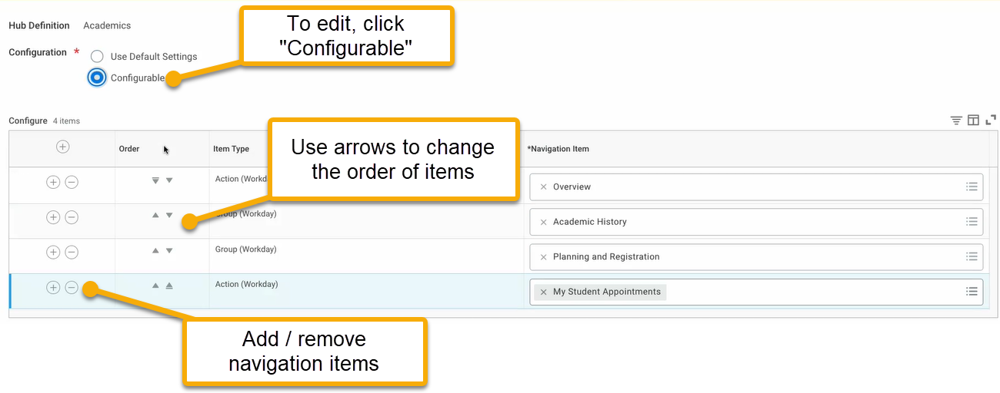 Hub Definition Academics
To edit, click
"Configurable"
Configuration *
Use Default Settings
Configurable
Configure 4 items
Order Item Type *Navigation Item
Use arrows to change
the order of items
Action Overview
Group (Workday) Academic History
Group (Workday) Planning and Registration
Action (Workday) My Student Appointments
Add / remove
navigation items